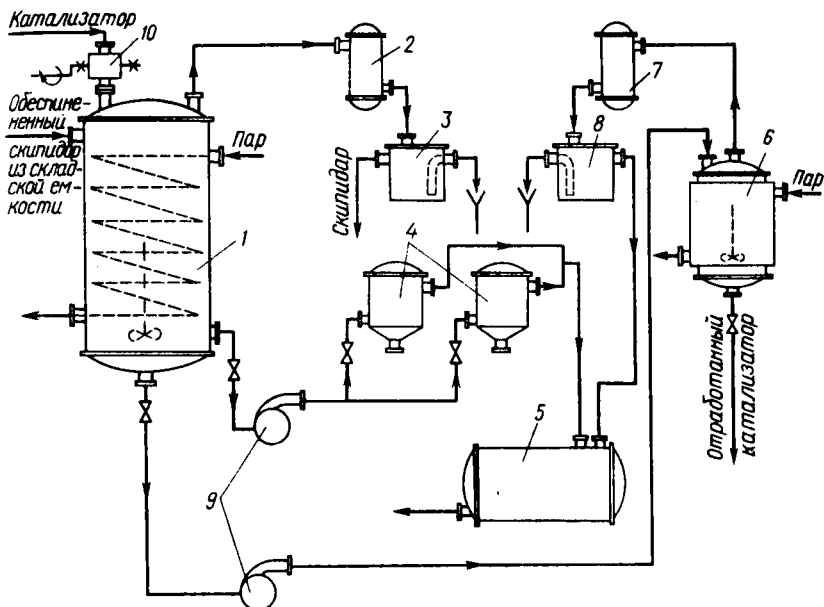 Катализатор
10
Обеспине-
ненный
скипидар
из склад-
ской ем-
кости
Пар
1
2
3
Скипидар
4
5
6
7
8
Пар
9
Отработанный
катализатор